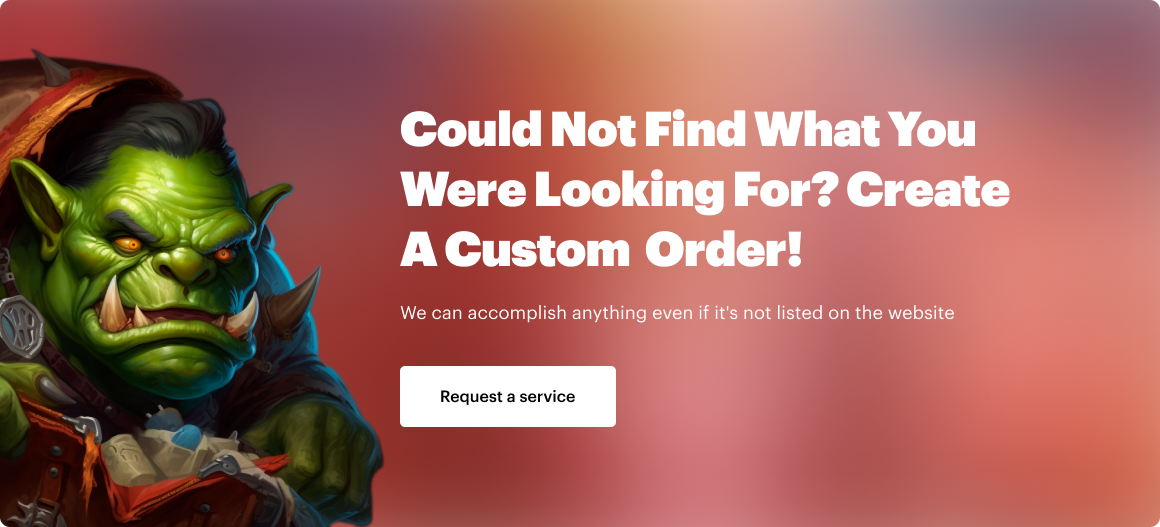 Could Not Find What You
Were Looking For? Create
A Custom Order!
We can accomplish anything even if it's not listed on the website
Request a service